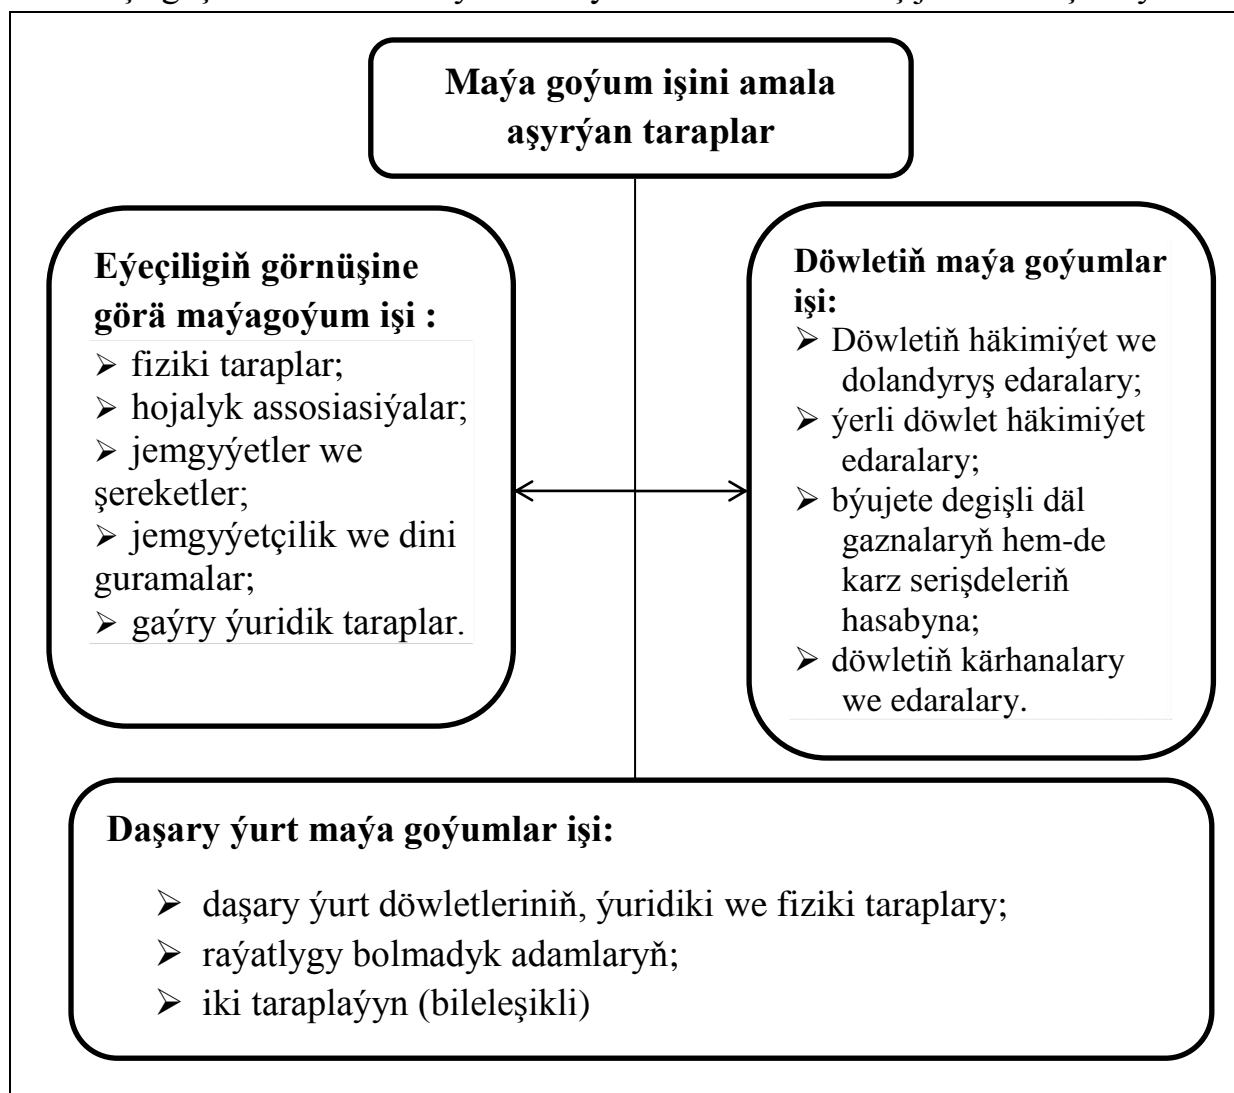 Maýa goýum işini amala
aşyrýan taraplar
Eýeçiligiň görnüşine
görä maýagoýum işi :
➢ fiziki taraplar;
➢ hojalyk assosiasiýalar;
➢ jemgyýetler we
şereketler;
➢ jemgyýetçilik we dini
guramalar;
➢ gaýry ýuridik taraplar.
Döwletiň maýa goýumlar
işi:
➢ Döwletiň häkimiýet we
dolandyryş edaralary;
➢ ýerli döwlet häkimiýet
edaralary;
➢ býujete degişli däl
gaznalaryň hem-de
karz serişdeleriň
hasabyna;
➢ döwletiň kärhanalary
we edaralary.
Daşary ýurt maýa goýumlar işi:
➢ daşary ýurt döwletleriniň, ýuridiki we fiziki taraplary;
➢ raýatlygy bolmadyk adamlaryň;
➢ iki taraplaýyn (bileleşikli)